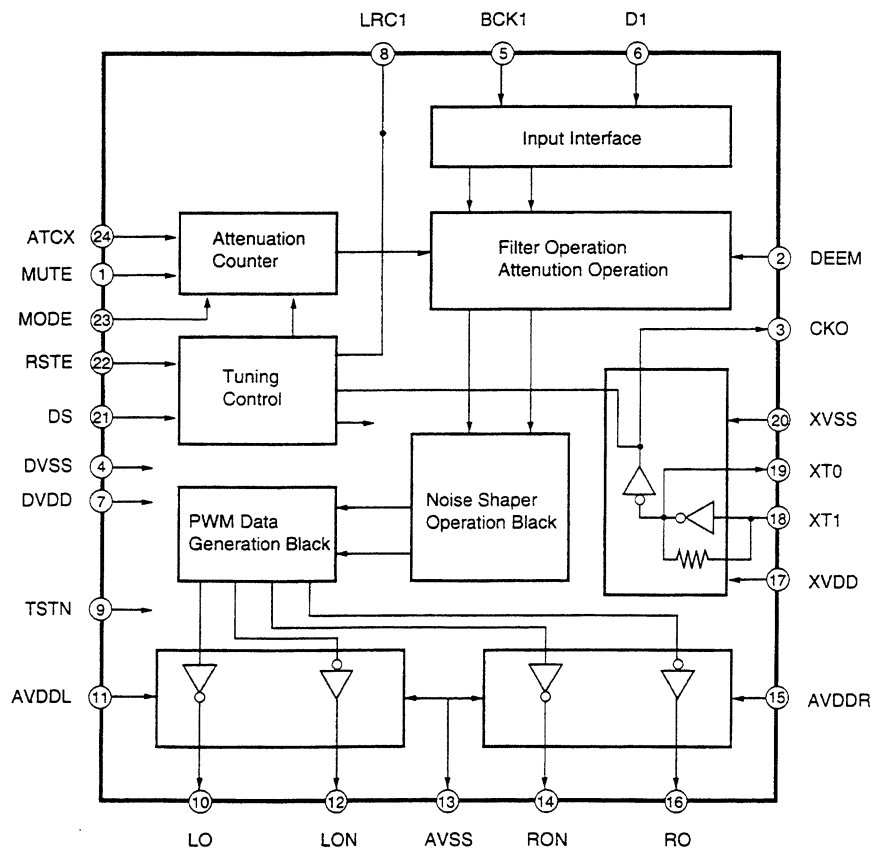 LRC1 BCK1 D1
8 5 6
Input Interface
ATCX 24
Attenuation
Counter
Filter Operation
Attenution Operation
2 DEEM
MUTE 1
MODE 23
3 CKO
RSTE 22
Tuning
Control
DS 21
20 XVSS
DVSS 4
19 XT0
DVDD 7
PWM Data
Generation Black
Noise Shaper
Operation Black
18 XT1
17 XVDD
TSTN 9
AVDDL 11
15 AVDDR
10 12 13 14 16
LO LON AVSS RON RO